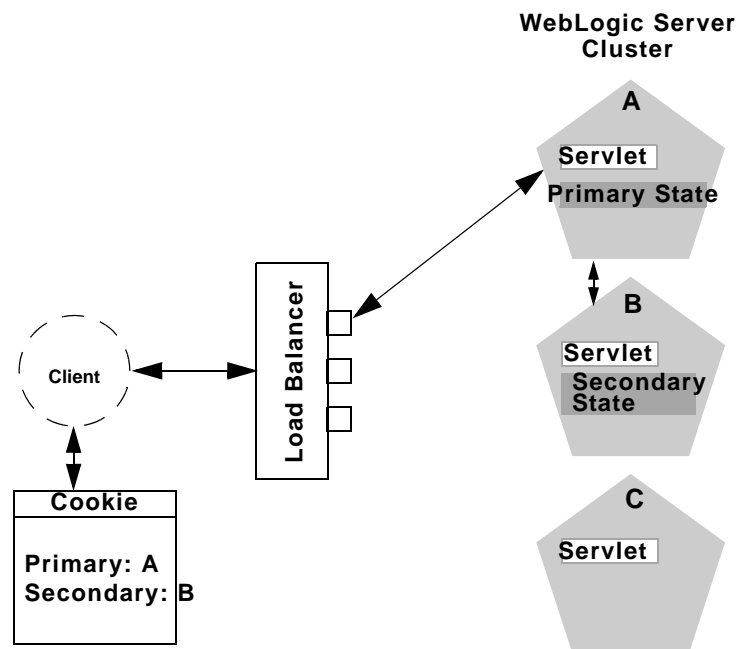 WebLogic Server
Cluster
A
Servlet
Primary State
Load Balancer
B
Servlet
Secondary
State
Client
Cookie
Primary: A
Secondary: B
C
Servlet